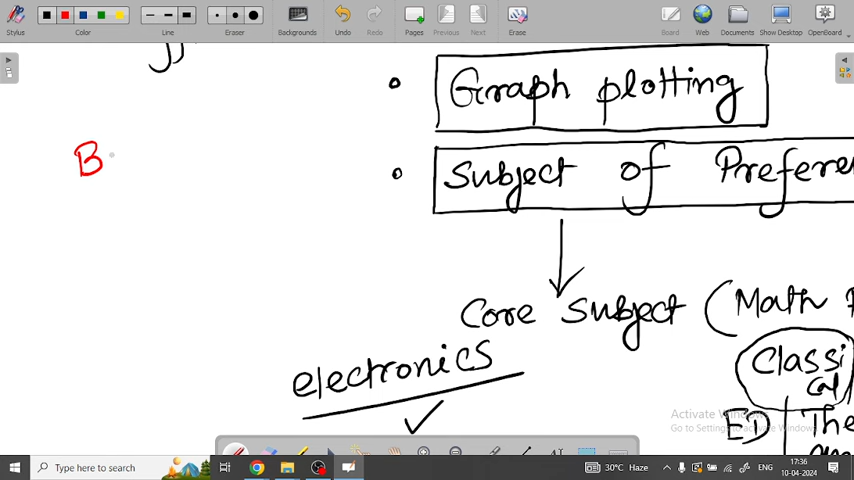 Stylus Color Line Eraser Backgrounds Undo Redo Pages Previous Next Erase Board Web Documents Show Desktop OpenBoard
• Graph plotting
B
• Subject of
Core Subject (Math
electronics
Classi
cal
ED
Activate Windows
Go to Settings to activate Windows.
Type here to search
30°C Haze
ENG
17:36
10-04-2024